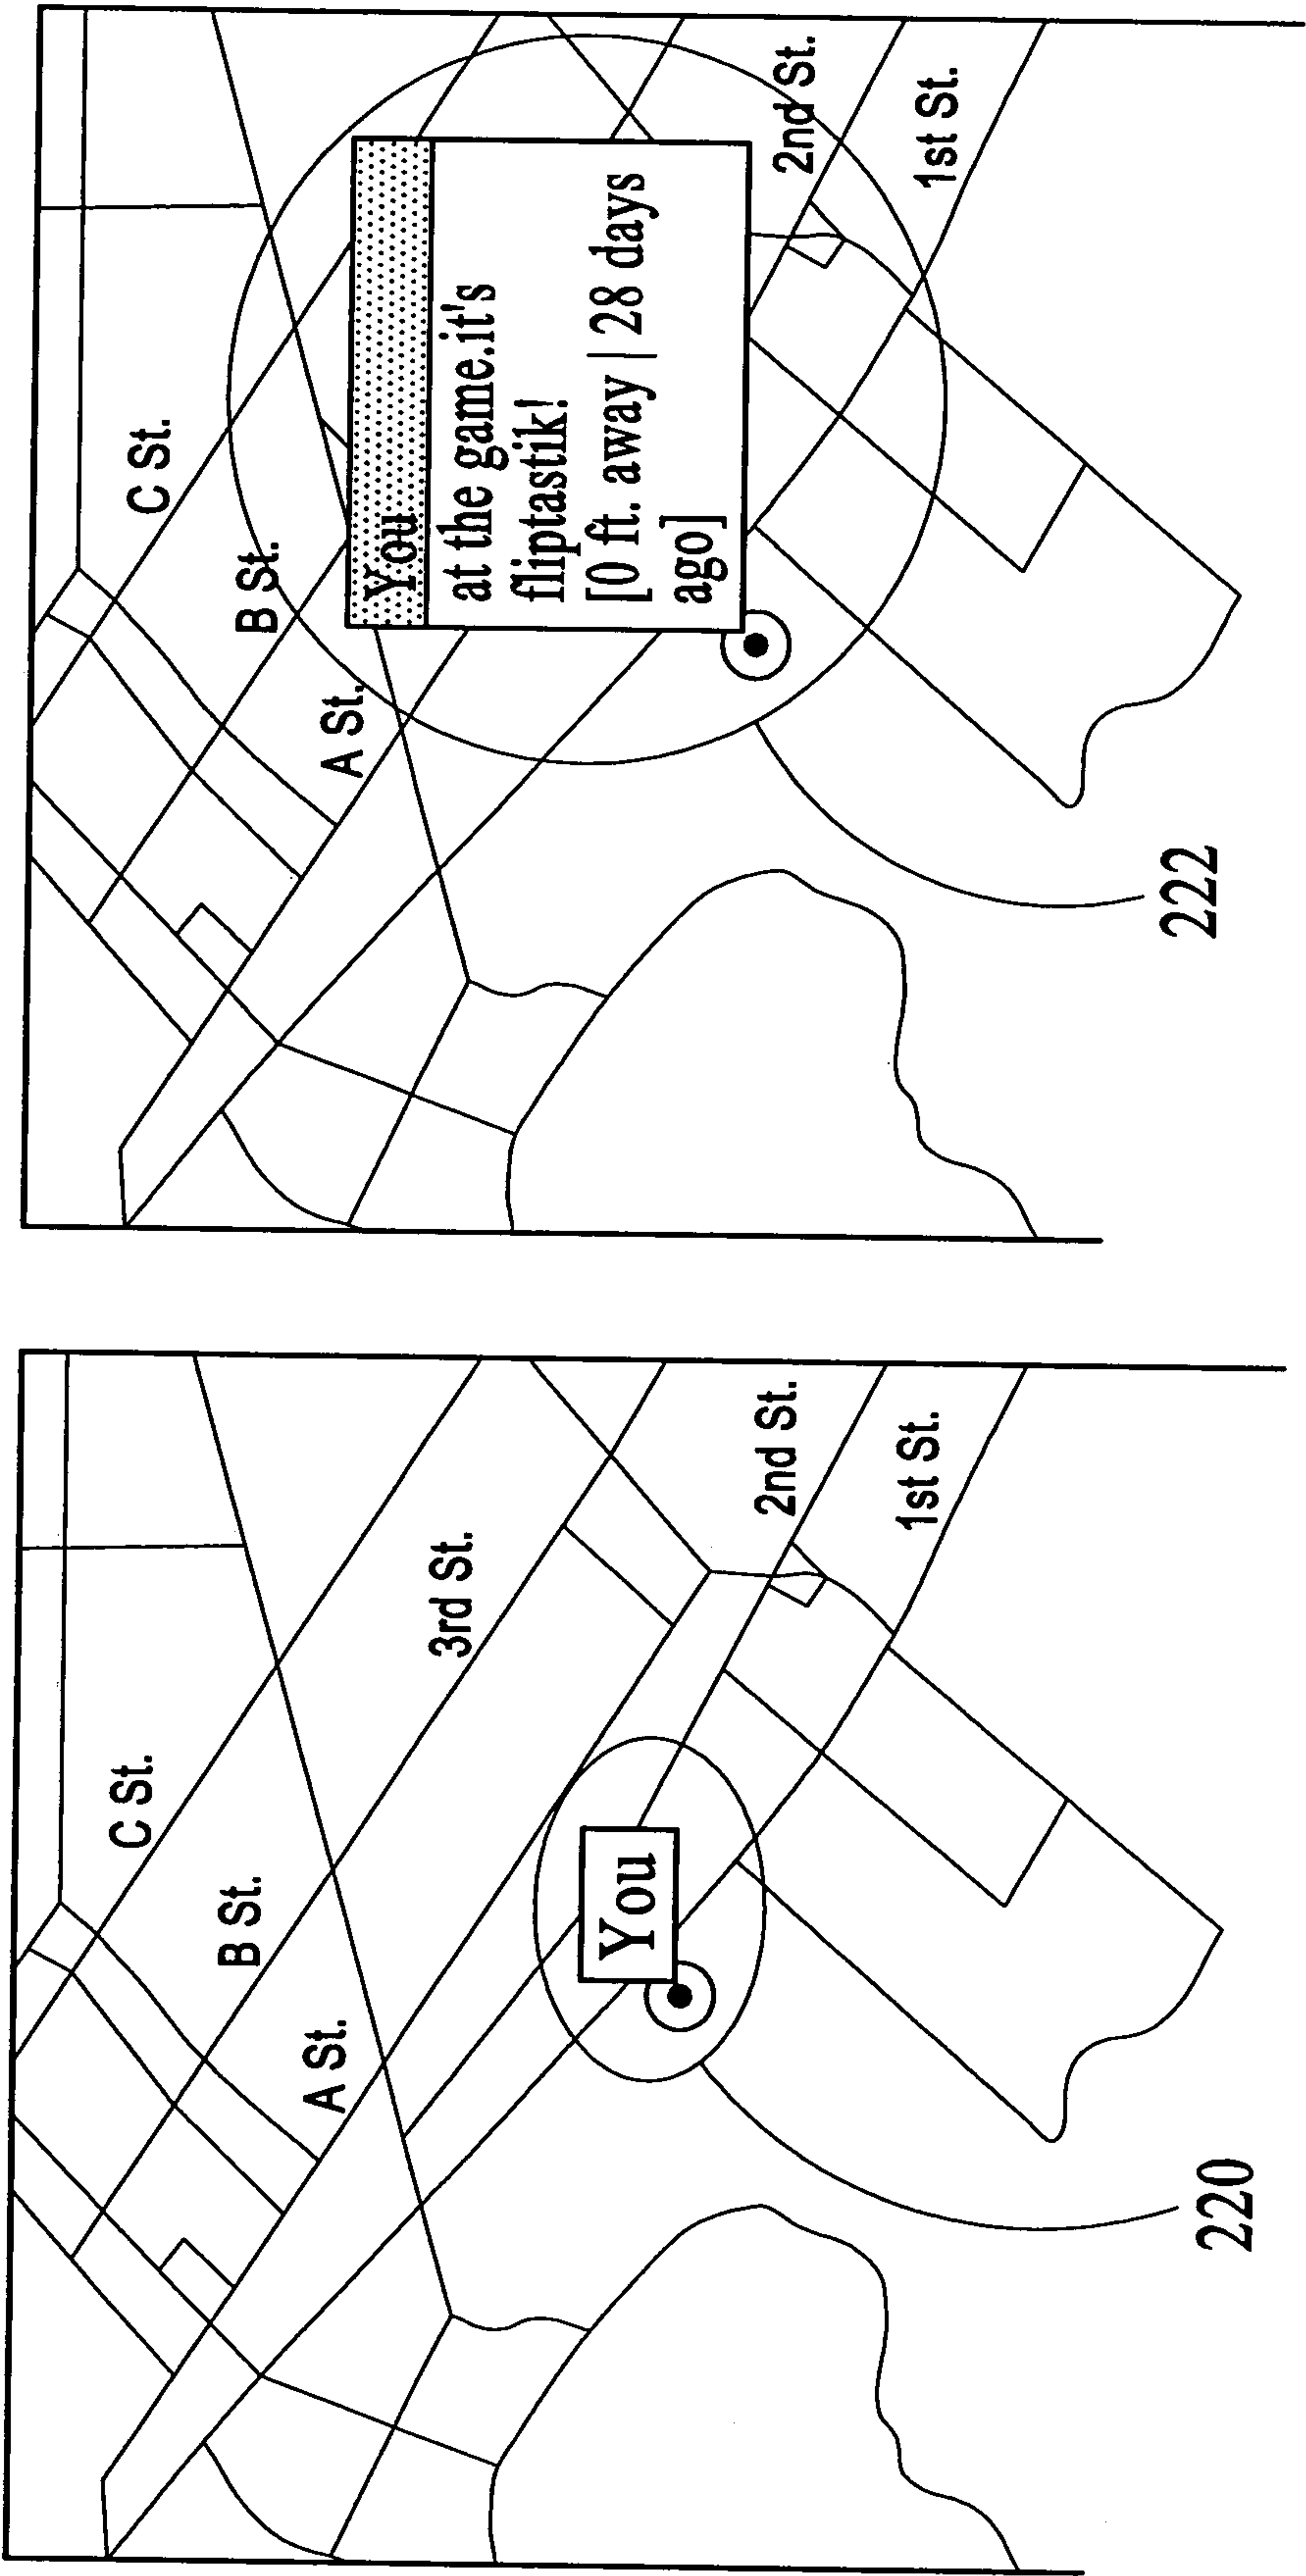 C St.
B St.
3rd St.
A St.
You
2nd St.
1st St.
220
C St.
B St.
A St.
You
at the game.it's
fliptastik!
[0 ft. away | 28 days
ago]
2nd St.
1st St.
222